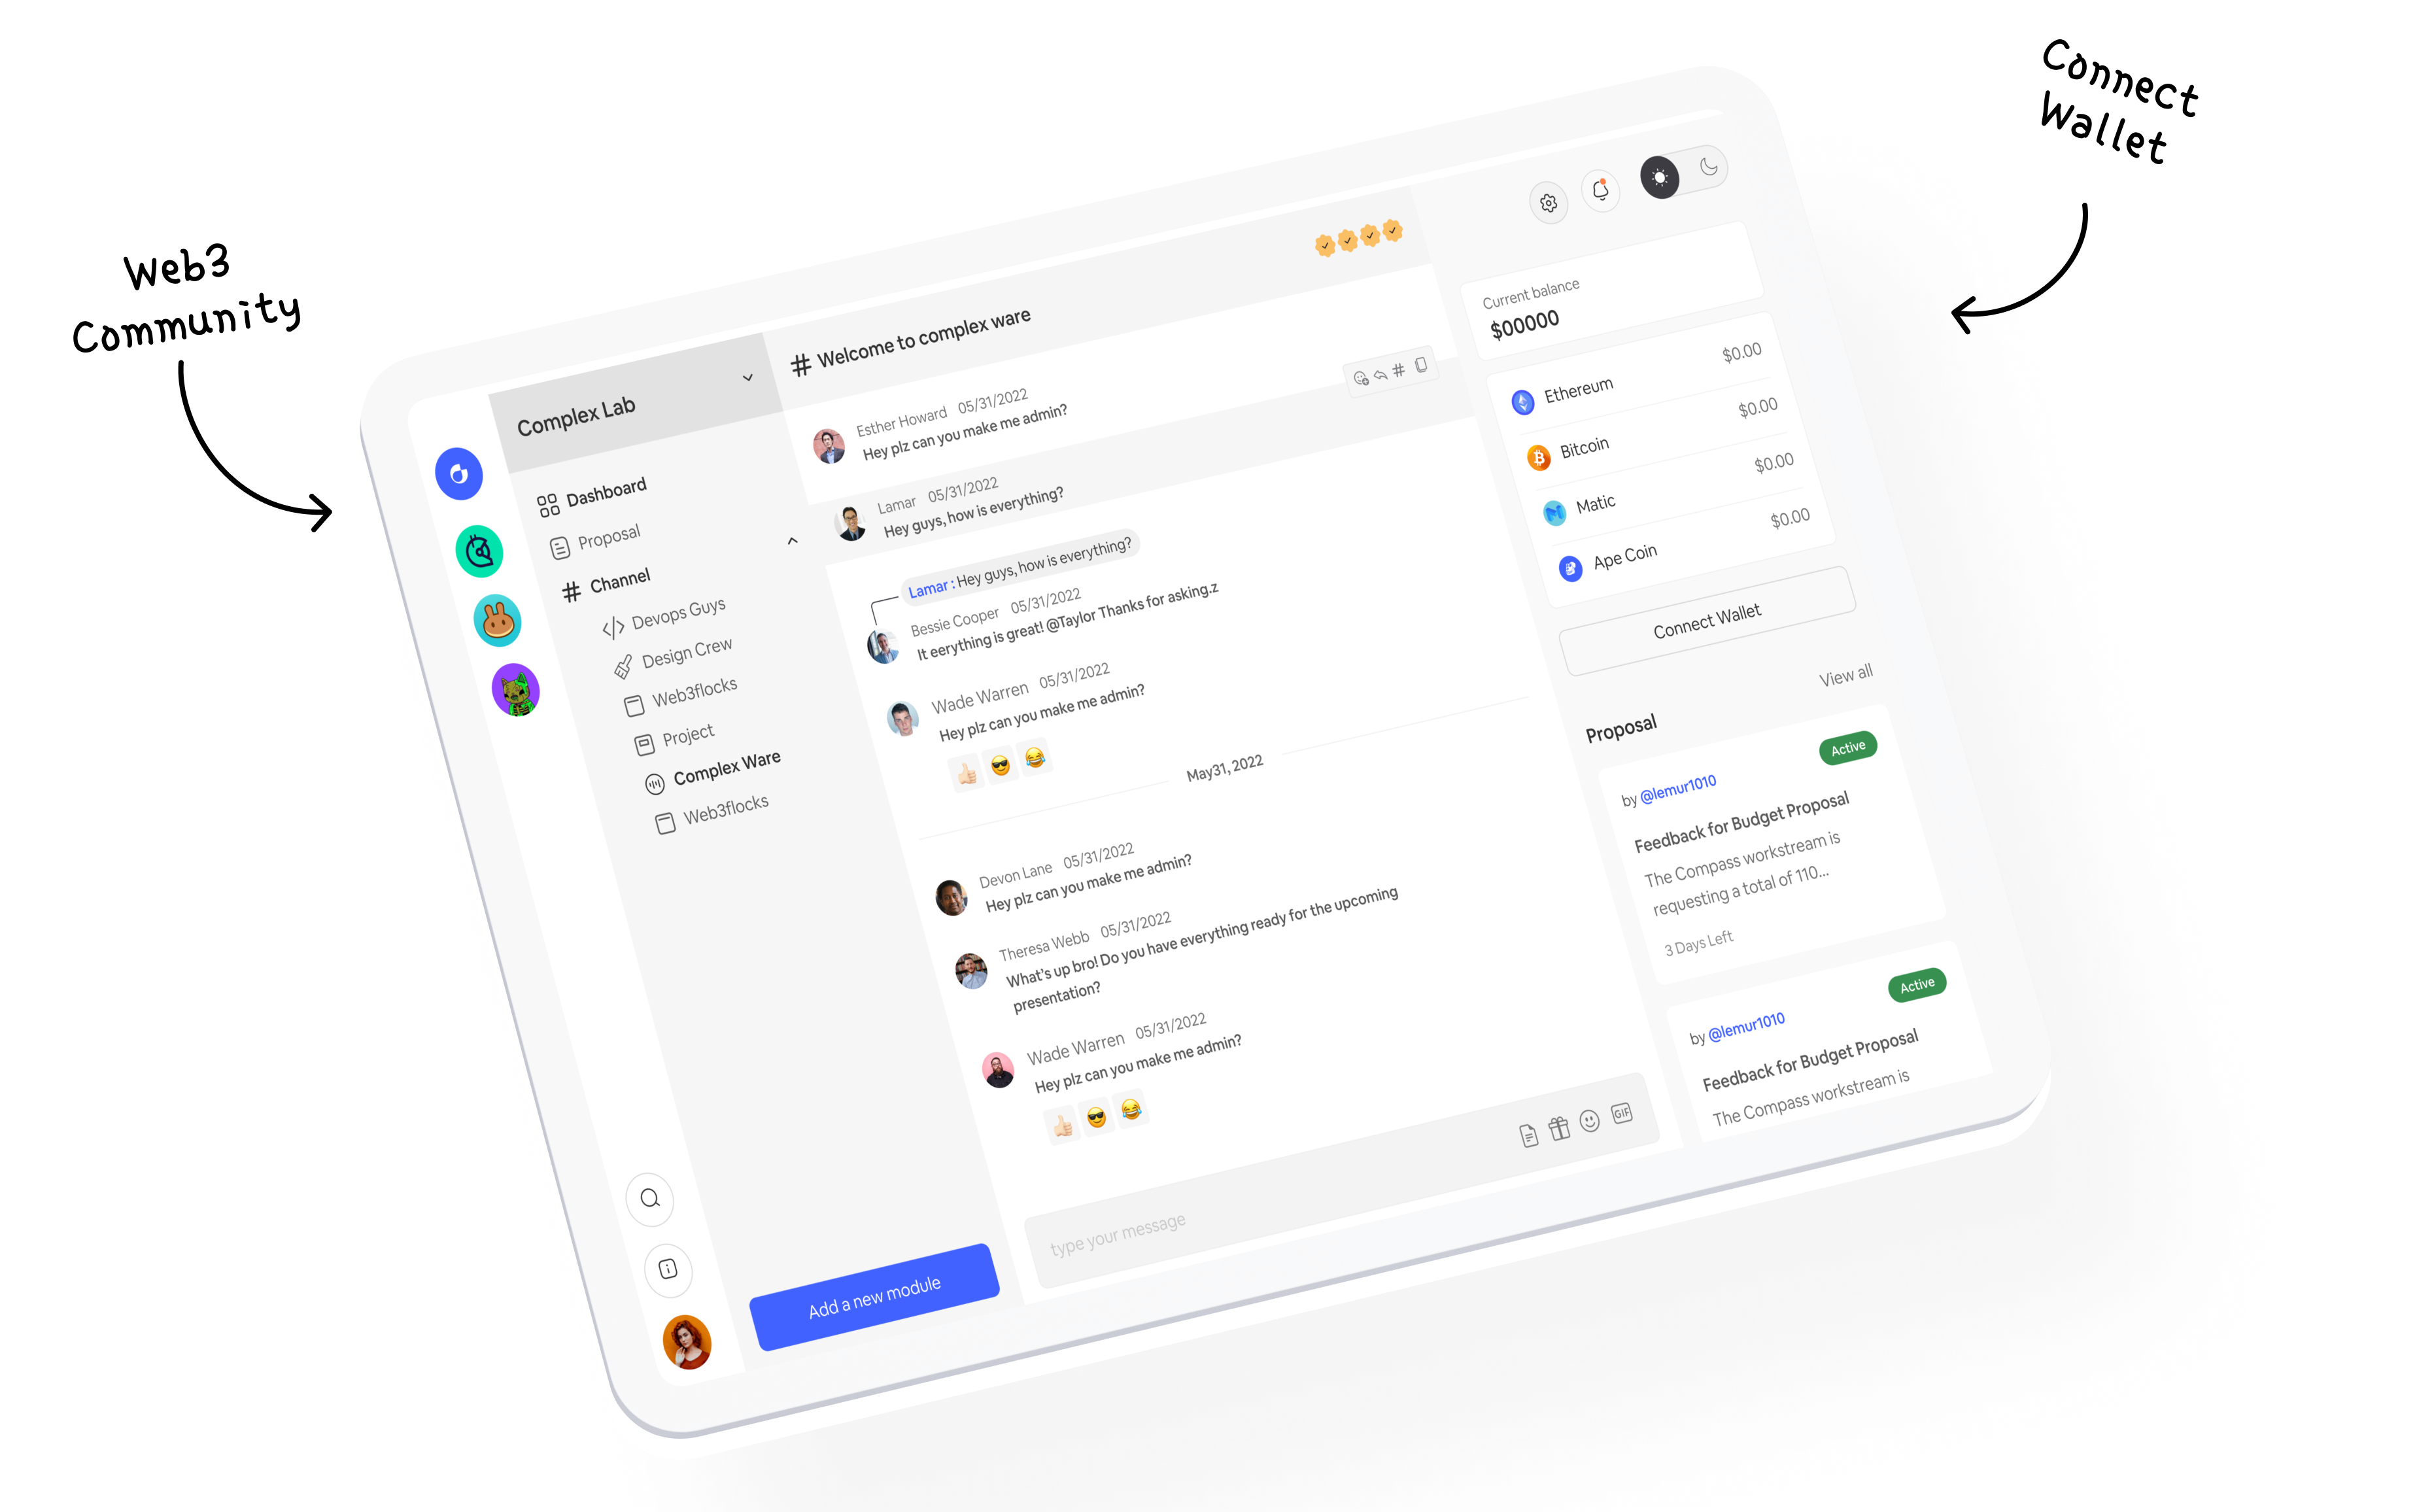 Web3
Community
Connect
Wallet
Complex Lab
Dashboard
Proposal
Channel
Devops Guys
Design Crew
Web3flocks
Project
Complex Ware
Web3flocks
Add a new module
# Welcome to complex ware
Esther Howard 05/31/2022
Hey plz can you make me admin?
Lamar 05/31/2022
Hey guys, how is everything?
Lamar : Hey guys, how is everything?
Bessie Cooper 05/31/2022
It eerything is great! @Taylor Thanks for asking.z
Wade Warren 05/31/2022
Hey plz can you make me admin?
May31, 2022
Devon Lane 05/31/2022
Hey plz can you make me admin?
Theresa Webb 05/31/2022
What's up bro! Do you have everything ready for the upcoming
presentation?
Wade Warren 05/31/2022
Hey plz can you make me admin?
type your message
GIF
Current balance
$00000
Ethereum $0.00
Bitcoin $0.00
Matic $0.00
Ape Coin $0.00
Connect Wallet
View all
Proposal
Active
by @lemur1010
Feedback for Budget Proposal
The Compass workstream is
requesting a total of 110...
3 Days Left
Active
by @lemur1010
Feedback for Budget Proposal
The Compass workstream is